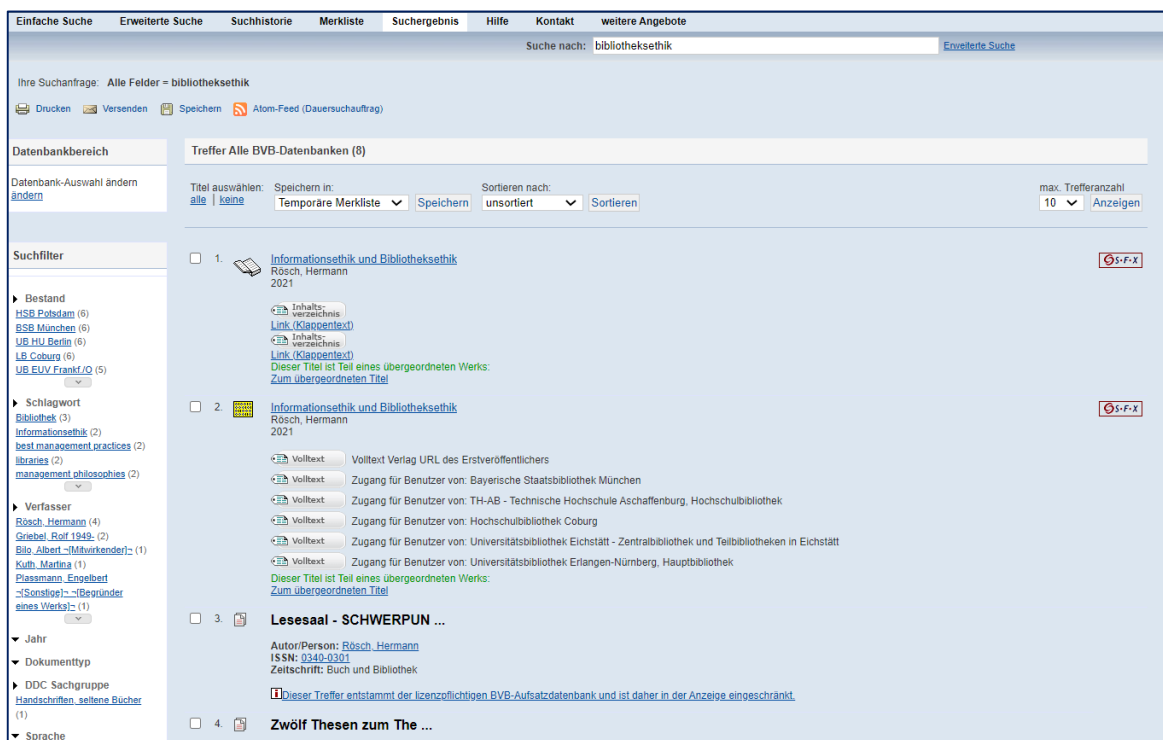 Einfache Suche Erweiterte Suche Suchhistorie Merkliste Suchergebnis Hilfe Kontakt weitere Angebote
Suche nach: bibliotheksethik Erweiterte Suche
Ihre Suchanfrage: Alle Felder = bibliotheksethik
Drucken Versenden Speichern Atom-Feed (Dauersuchauftrag)
Datenbankbereich
Datenbank-Auswahl ändern
ändern
Suchfilter
Bestand
HSB Potsdam (6)
BSB München (6)
UB HU Berlin (6)
LB Coburg (6)
UB EUV Frankf./O (5)
Schlagwort
Bibliothek (3)
Informationsethik (2)
best management practices (2)
libraries (2)
management philosophies (2)
Verfasser
Rösch, Hermann (4)
Griebel, Rolf 1949- (2)
Bilo, Albert ¬[Mitwirkender]¬ (1)
Kuth, Martina (1)
Plassmann, Engelbert
¬[Sonstige]¬ ¬[Begründer
eines Werks]¬ (1)
Jahr
Dokumenttyp
DDC Sachgruppe
Handschriften, seltene Bücher
(1)
Sprache
Treffer Alle BVB-Datenbanken (8)
Titel auswählen: Speichern in: Sortieren nach: max. Trefferanzahl
alle | keine Temporäre Merkliste Speichern unsortiert Sortieren 10 Anzeigen
1. Informationsethik und Bibliotheksethik S·F·X
Rösch, Hermann
2021
Inhalts-
verzeichnis
Link (Klappentext)
Inhalts-
verzeichnis
Link (Klappentext)
Dieser Titel ist Teil eines übergeordneten Werks:
Zum übergeordneten Titel
2. Informationsethik und Bibliotheksethik S·F·X
Rösch, Hermann
2021
Volltext Volltext Verlag URL des Erstveröffentlichers
Volltext Zugang für Benutzer von: Bayerische Staatsbibliothek München
Volltext Zugang für Benutzer von: TH-AB - Technische Hochschule Aschaffenburg, Hochschulbibliothek
Volltext Zugang für Benutzer von: Hochschulbibliothek Coburg
Volltext Zugang für Benutzer von: Universitätsbibliothek Eichstätt - Zentralbibliothek und Teilbibliotheken in Eichstätt
Volltext Zugang für Benutzer von: Universitätsbibliothek Erlangen-Nürnberg, Hauptbibliothek
Dieser Titel ist Teil eines übergeordneten Werks:
Zum übergeordneten Titel
3. Lesesaal - SCHWERPUN ...
Autor/Person: Rösch, Hermann
ISSN: 0340-0301
Zeitschrift: Buch und Bibliothek
Dieser Treffer entstammt der lizenzpflichtigen BVB-Aufsatzdatenbank und ist daher in der Anzeige eingeschränkt.
4. Zwölf Thesen zum The ...